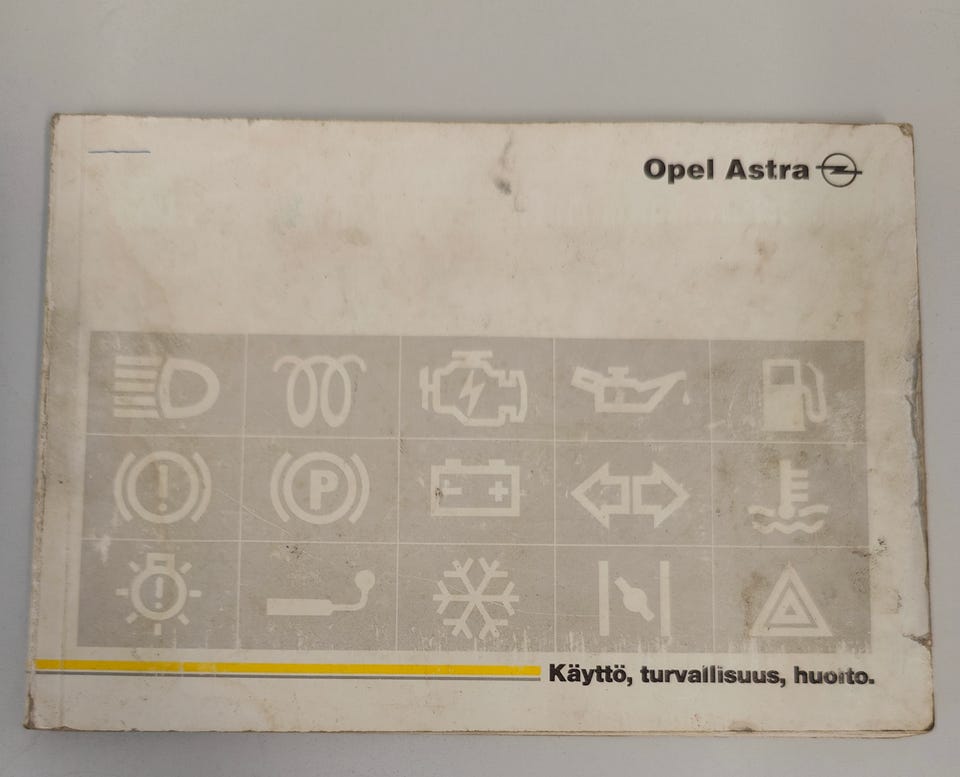 Opel Astra
P
- +
Käyttö, turvallisuus, huolto.